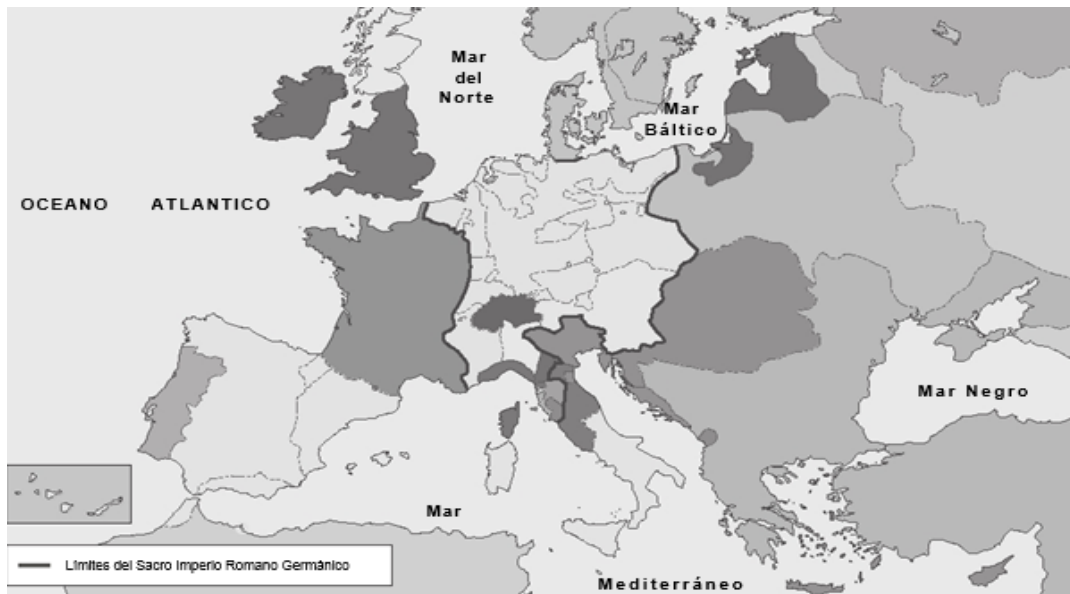 Mar
del
Norte
Mar
Báltico
OCEANO ATLANTICO
Mar Negro
Mar
Límites del Sacro Imperio Romano Germánico
Mediterráneo